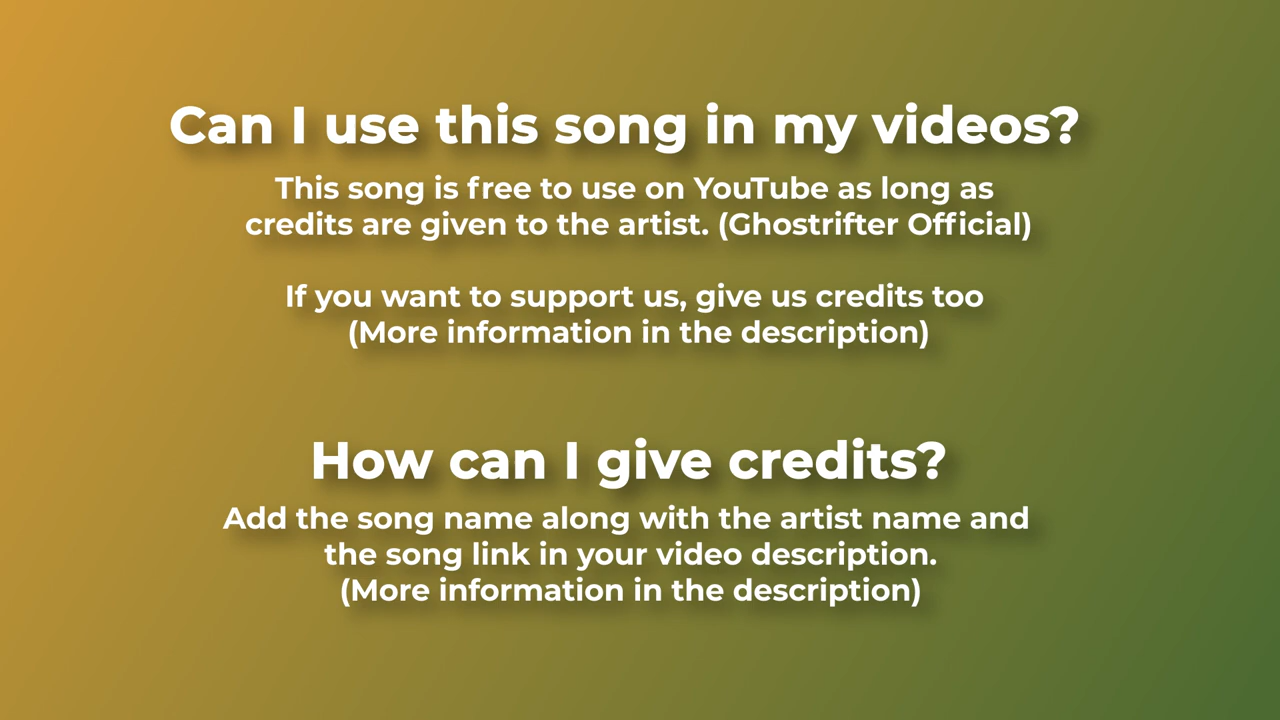 Can I use this song in my videos?
This song is free to use on YouTube as long as
credits are given to the artist. (Ghostrifter Official)
If you want to support us, give us credits too
(More information in the description)
How can I give credits?
Add the song name along with the artist name and
the song link in your video description.
(More information in the description)